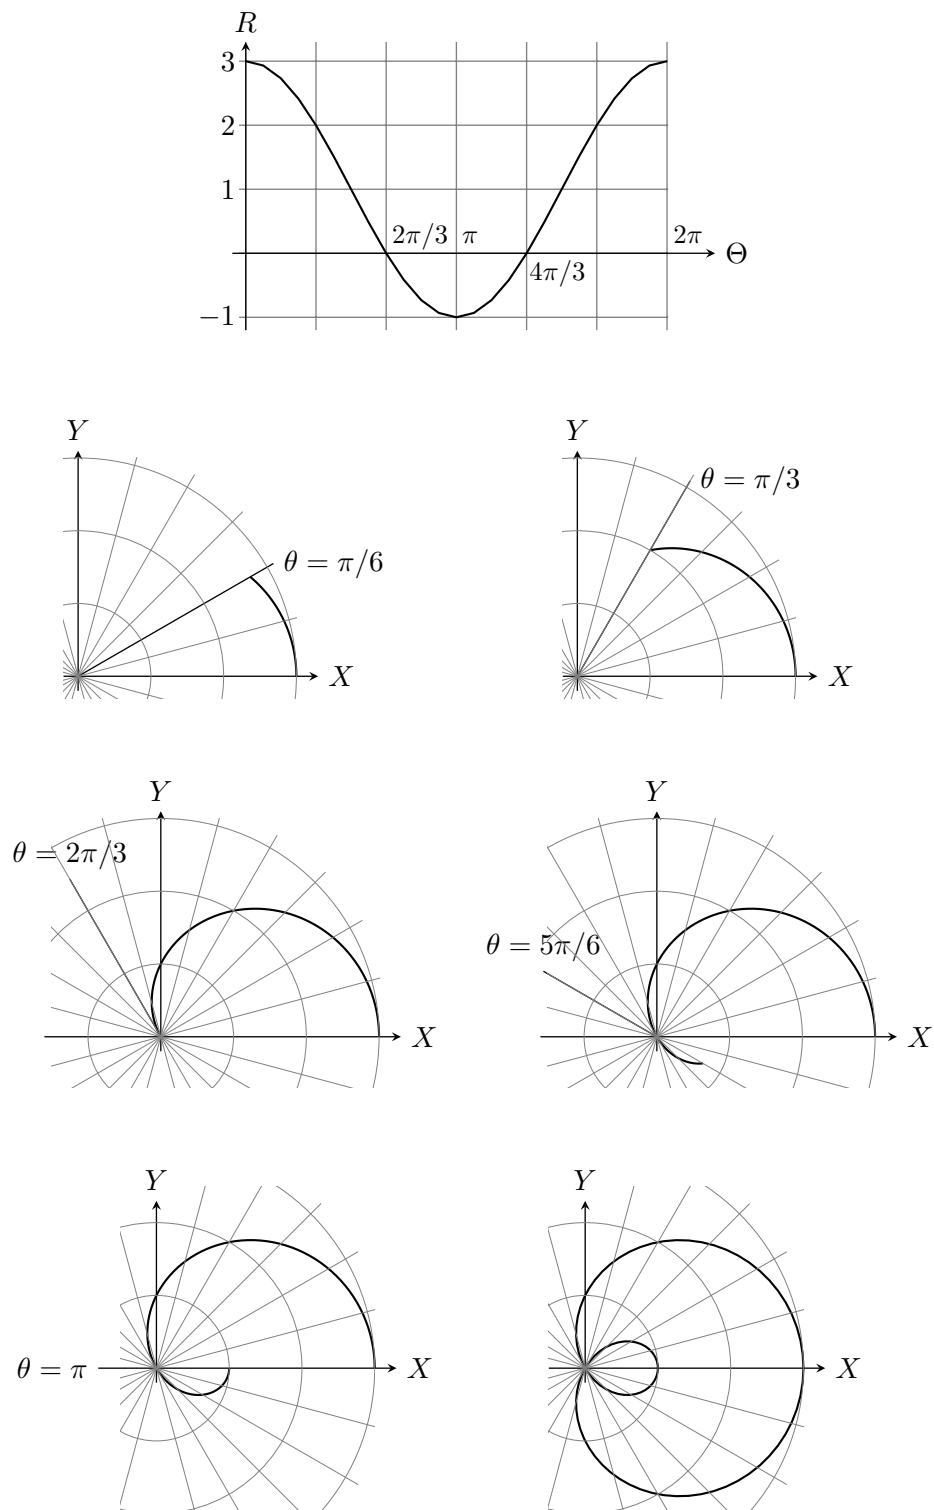 R
3
2
1
2π/3 π 2π
Θ
4π/3
−1
Y Y
θ = π/3
θ = π/6
X X
Y Y
θ = 2π/3
θ = 5π/6
X X
Y Y
θ = π X X